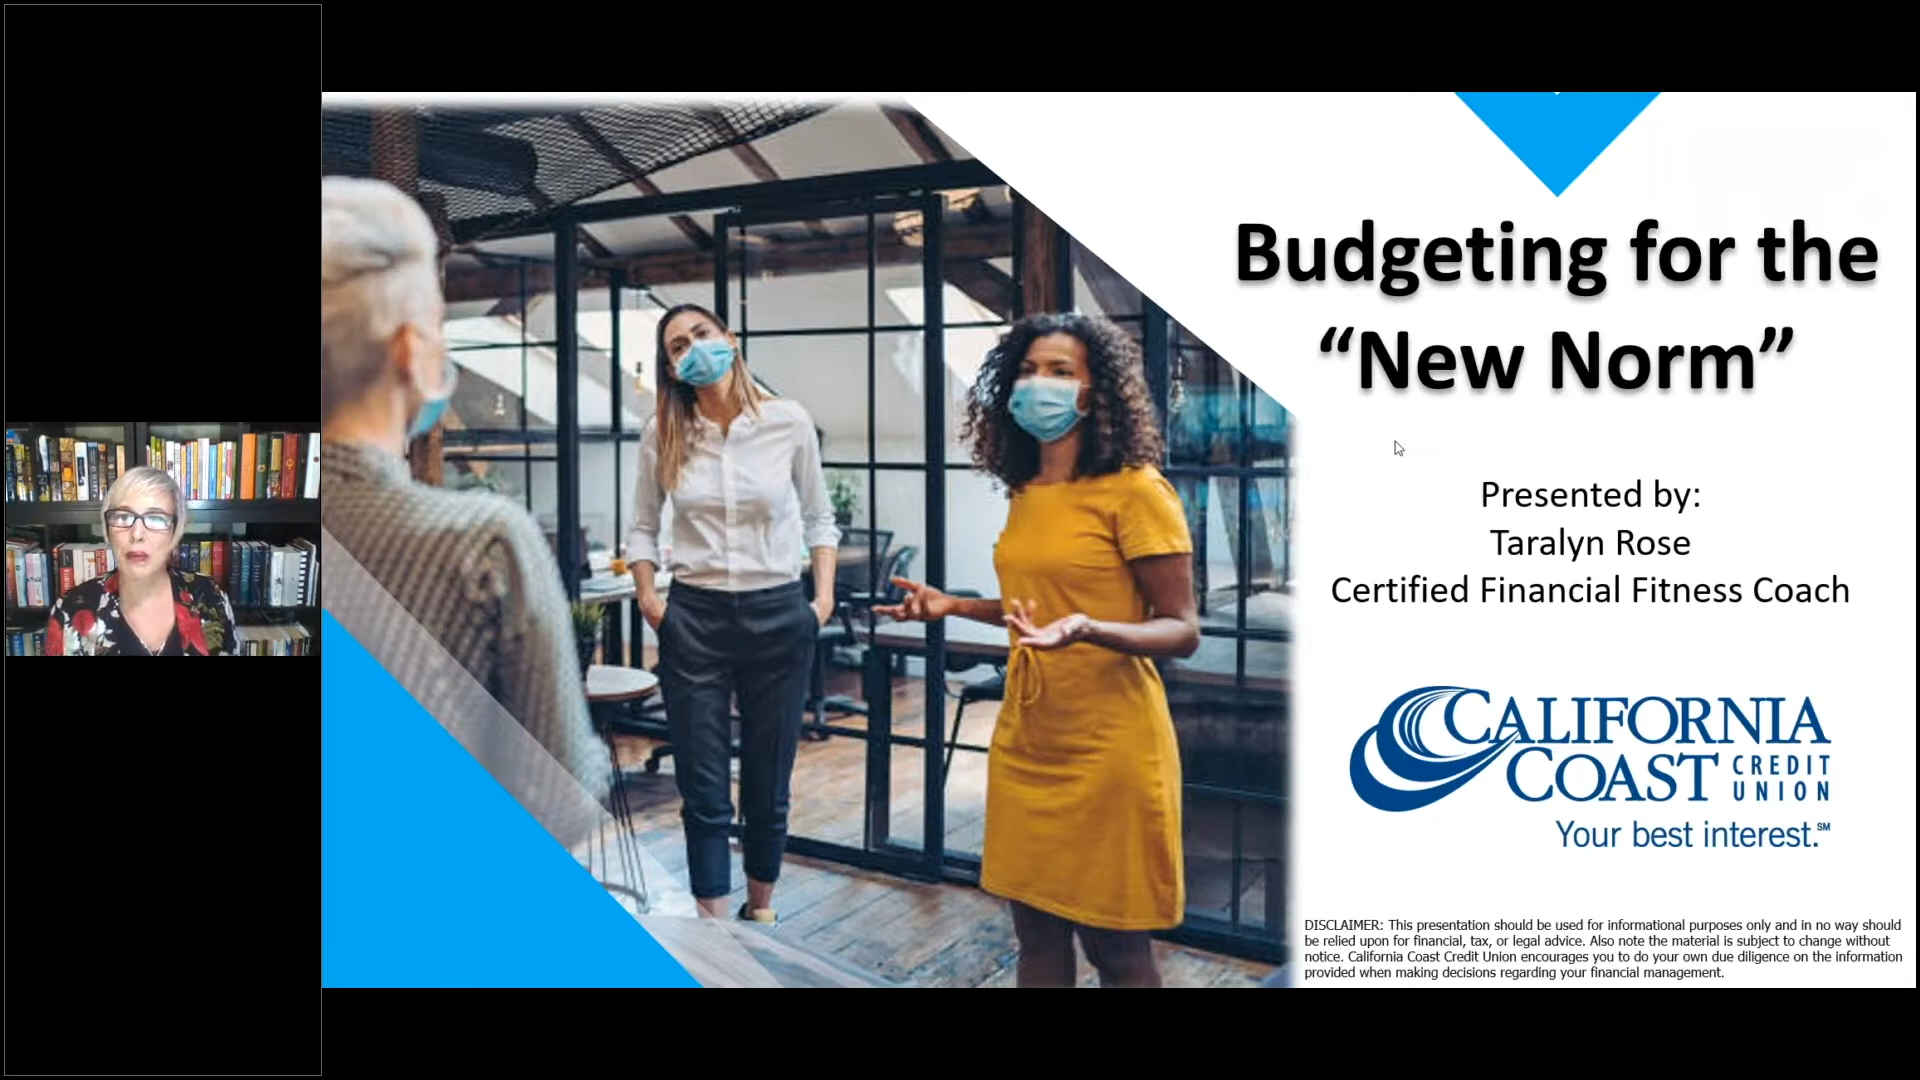 Budgeting for the
“New Norm”
Presented by:
Taralyn Rose
Certified Financial Fitness Coach
CALIFORNIA
COAST CREDIT
UNION
Your best interest.℠
DISCLAIMER: This presentation should be used for informational purposes only and in no way should
be relied upon for financial, tax, or legal advice. Also note the material is subject to change without
notice. California Coast Credit Union encourages you to do your own due diligence on the information
provided when making decisions regarding your financial management.